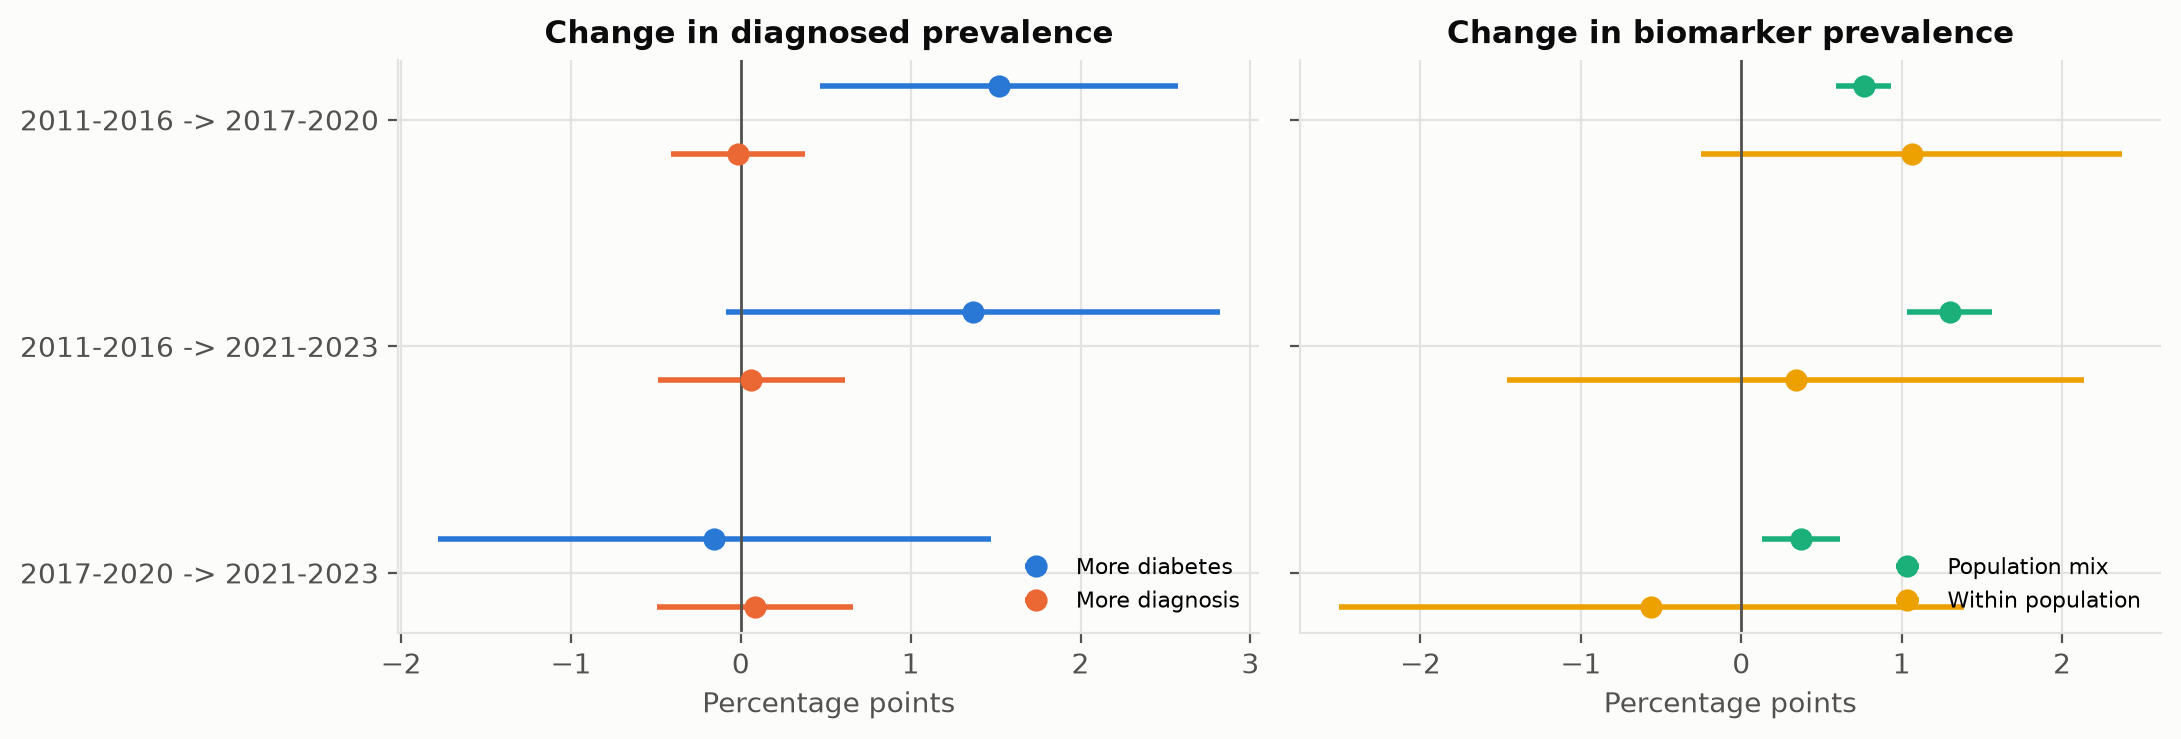 Change in diagnosed prevalence
2011-2016 -> 2017-2020
2011-2016 -> 2021-2023
2017-2020 -> 2021-2023
More diabetes
More diagnosis
−2 −1 0 1 2 3
Percentage points
Change in biomarker prevalence
Population mix
Within population
−2 −1 0 1 2
Percentage points